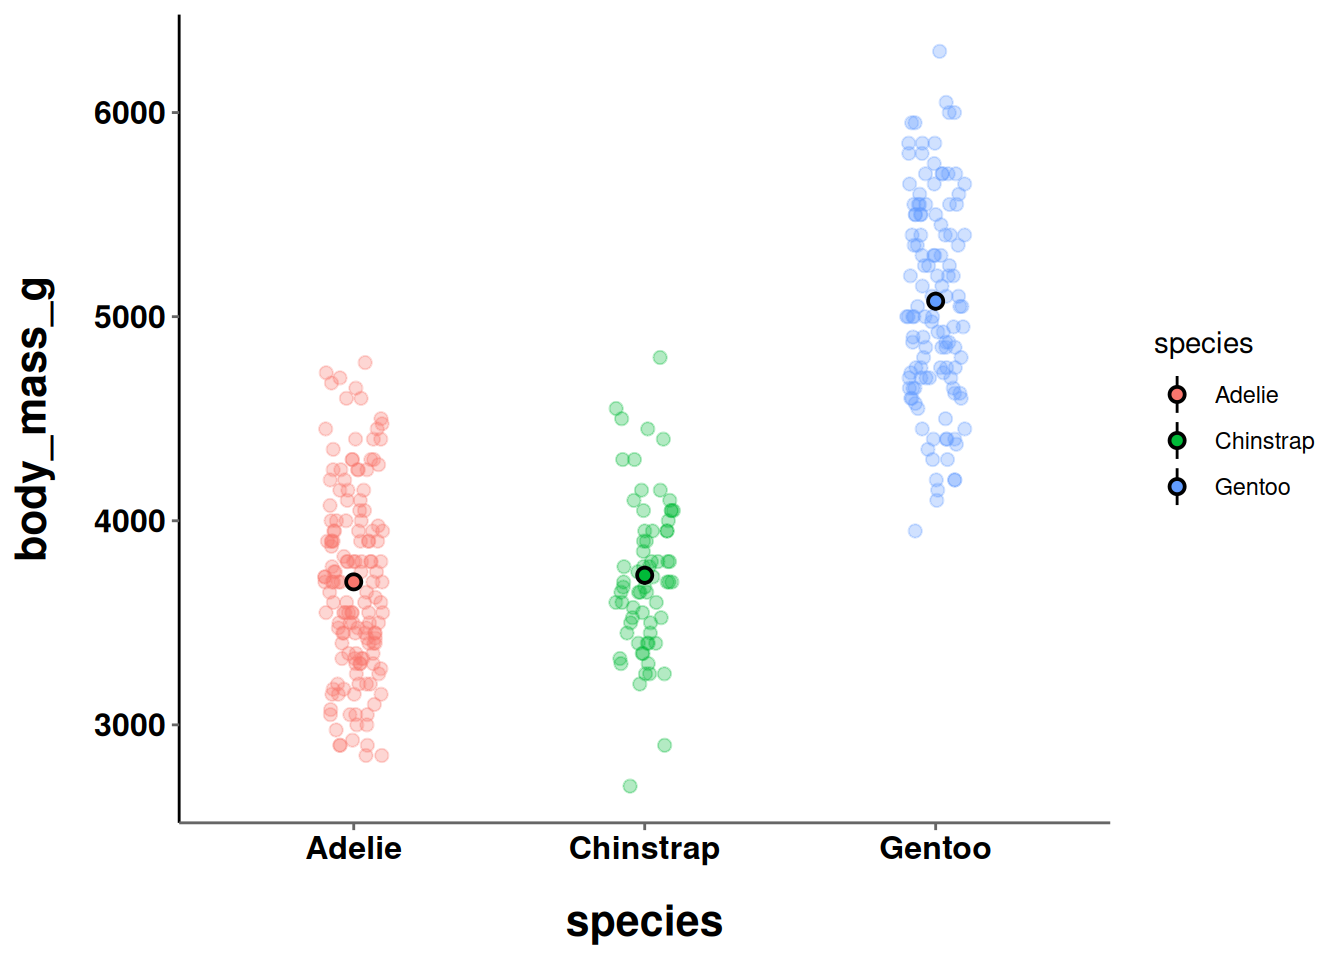 body_mass_g
6000
5000
4000
3000
Adelie
Chinstrap
Gentoo
species
species
Adelie
Chinstrap
Gentoo